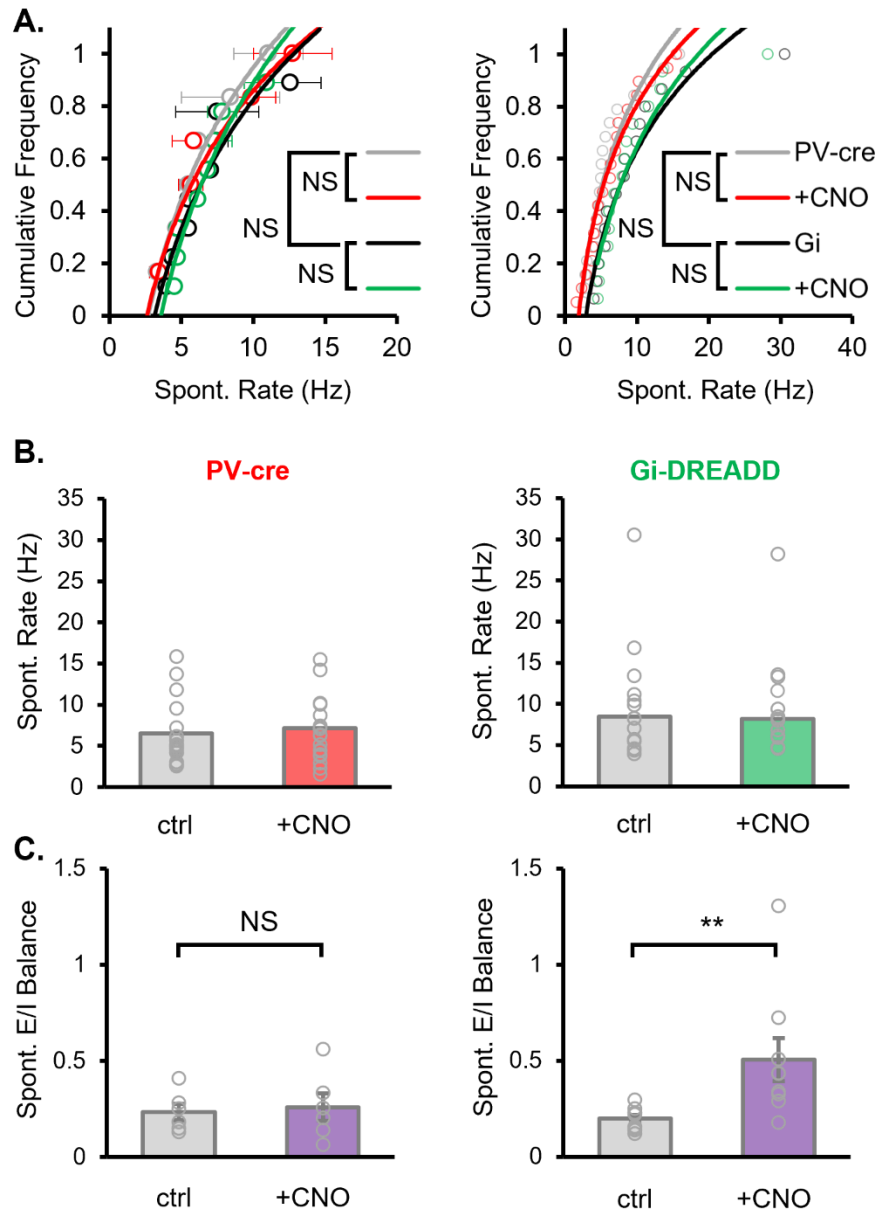 A.
Cumulative Frequency
1
0.8
0.6
0.4
0.2
0
0 5 10 15 20
Spont. Rate (Hz)
NS
NS
NS
Cumulative Frequency
1
0.8
0.6
0.4
0.2
0
0 10 20 30 40
Spont. Rate (Hz)
NS
NS
NS
PV-cre
+CNO
Gi
+CNO
B.
PV-cre
Spont. Rate (Hz)
35
30
25
20
15
10
5
0
ctrl +CNO
Gi-DREADD
Spont. Rate (Hz)
35
30
25
20
15
10
5
0
ctrl +CNO
C.
Spont. E/I Balance
1.5
1
0.5
0
NS
ctrl +CNO
Spont. E/I Balance
1.5
1
0.5
0
**
ctrl +CNO